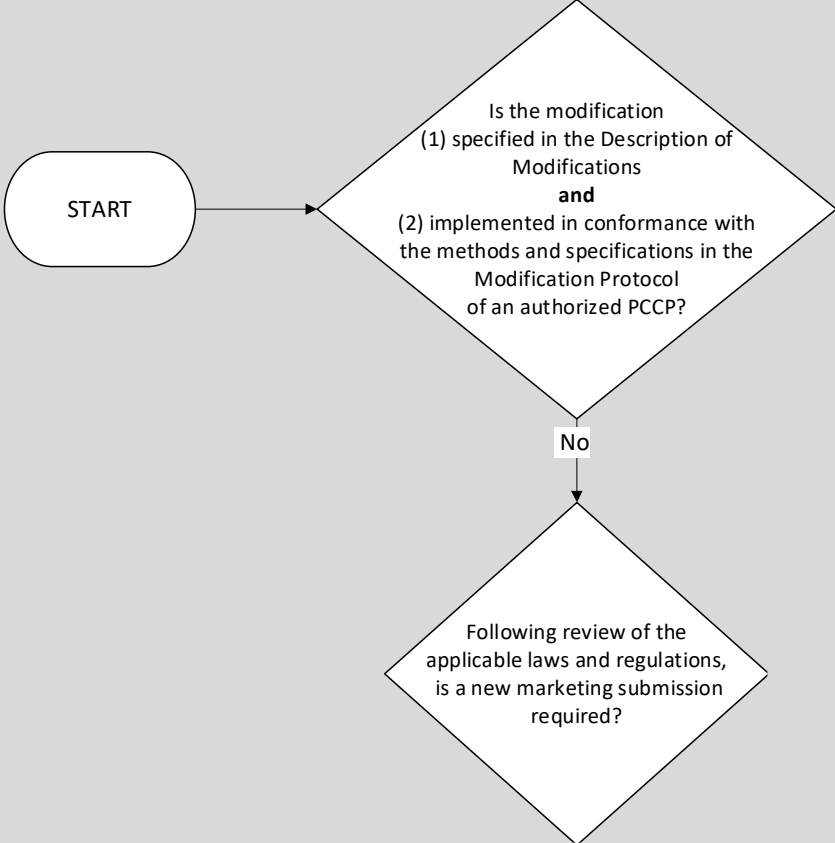 START
Is the modification
(1) specified in the Description of
Modifications
and
(2) implemented in conformance with
the methods and specifications in the
Modification Protocol
of an authorized PCCP?
No
Following review of the
applicable laws and regulations,
is a new marketing submission
required?